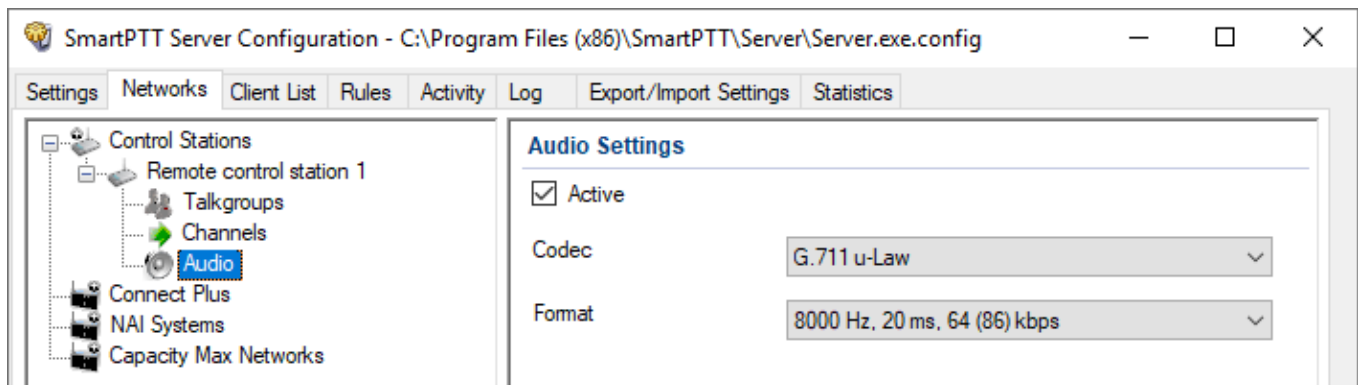 SmartPTT Server Configuration - C:\Program Files (x86)\SmartPTT\Server\Server.exe.config
Settings Networks Client List Rules Activity Log Export/Import Settings Statistics
Control Stations
Remote control station 1
Talkgroups
Channels
Audio
Connect Plus
NAI Systems
Capacity Max Networks
Audio Settings
Active
Codec G.711 u-Law
Format 8000 Hz, 20 ms, 64 (86) kbps